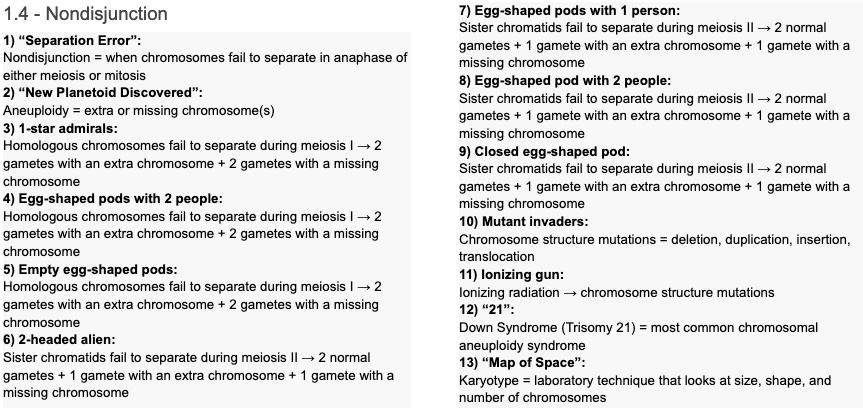 1.4 - Nondisjunction
1) “Separation Error”:
Nondisjunction = when chromosomes fail to separate in anaphase of
either meiosis or mitosis
2) “New Planetoid Discovered”:
Aneuploidy = extra or missing chromosome(s)
3) 1-star admirals:
Homologous chromosomes fail to separate during meiosis I → 2
gametes with an extra chromosome + 2 gametes with a missing
chromosome
4) Egg-shaped pods with 2 people:
Homologous chromosomes fail to separate during meiosis I → 2
gametes with an extra chromosome + 2 gametes with a missing
chromosome
5) Empty egg-shaped pods:
Homologous chromosomes fail to separate during meiosis I → 2
gametes with an extra chromosome + 2 gametes with a missing
chromosome
6) 2-headed alien:
Sister chromatids fail to separate during meiosis II → 2 normal
gametes + 1 gamete with an extra chromosome + 1 gamete with a
missing chromosome
7) Egg-shaped pods with 1 person:
Sister chromatids fail to separate during meiosis II → 2 normal
gametes + 1 gamete with an extra chromosome + 1 gamete with a
missing chromosome
8) Egg-shaped pod with 2 people:
Sister chromatids fail to separate during meiosis II → 2 normal
gametes + 1 gamete with an extra chromosome + 1 gamete with a
missing chromosome
9) Closed egg-shaped pod:
Sister chromatids fail to separate during meiosis II → 2 normal
gametes + 1 gamete with an extra chromosome + 1 gamete with a
missing chromosome
10) Mutant invaders:
Chromosome structure mutations = deletion, duplication, insertion,
translocation
11) Ionizing gun:
Ionizing radiation → chromosome structure mutations
12) “21”:
Down Syndrome (Trisomy 21) = most common chromosomal
aneuploidy syndrome
13) “Map of Space”:
Karyotype = laboratory technique that looks at size, shape, and
number of chromosomes